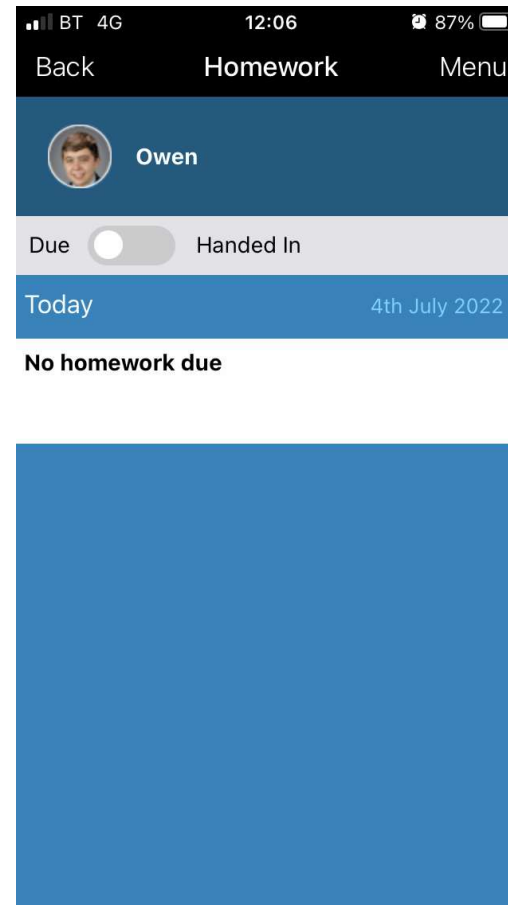 BT 4G 12:06 87%
Back Homework Menu
Owen
Due Handed In
Today 4th July 2022
No homework due